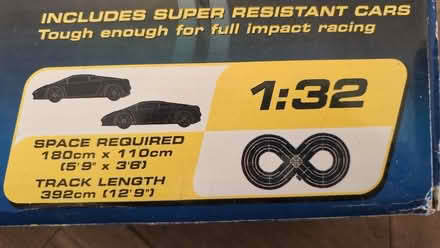 INCLUDES SUPER RESISTANT CARS
Tough enough for full impact racing
1:32
SPACE REQUIRED
180cm x 110cm
(5'9" x 3'6)
TRACK LENGTH
392cm (12'9")